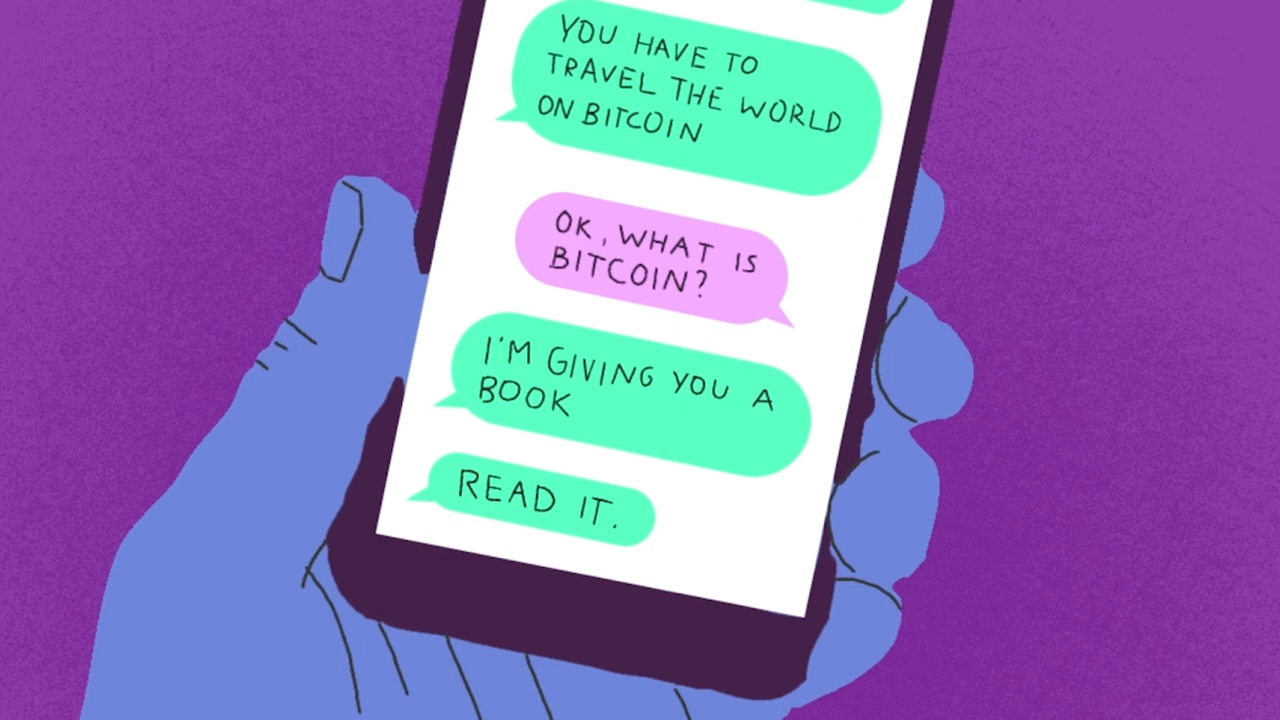 YOU HAVE TO
TRAVEL THE WORLD
ON BITCOIN
OK, WHAT IS
BITCOIN?
I'M GIVING YOU A
BOOK
READ IT.